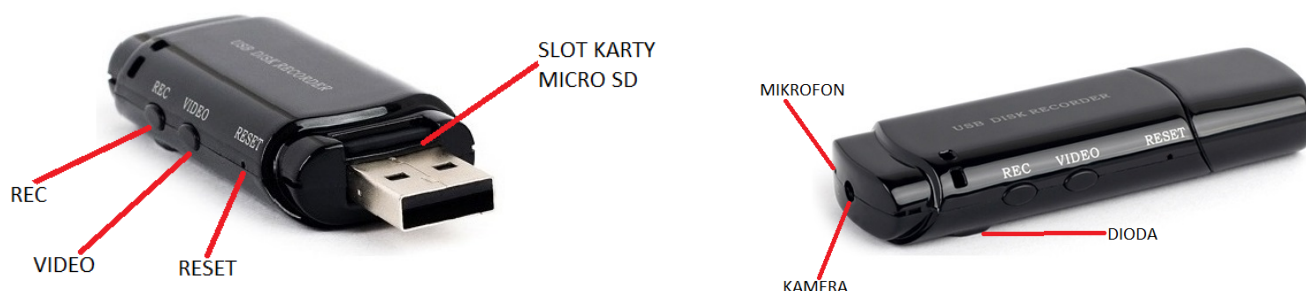 SLOT KARTY
MICRO SD
USB DISK RECORDER
REC
VIDEO
RESET
REC
VIDEO
RESET
MIKROFON
USB DISK RECORDER
REC
VIDEO
RESET
DIODA
KAMERA